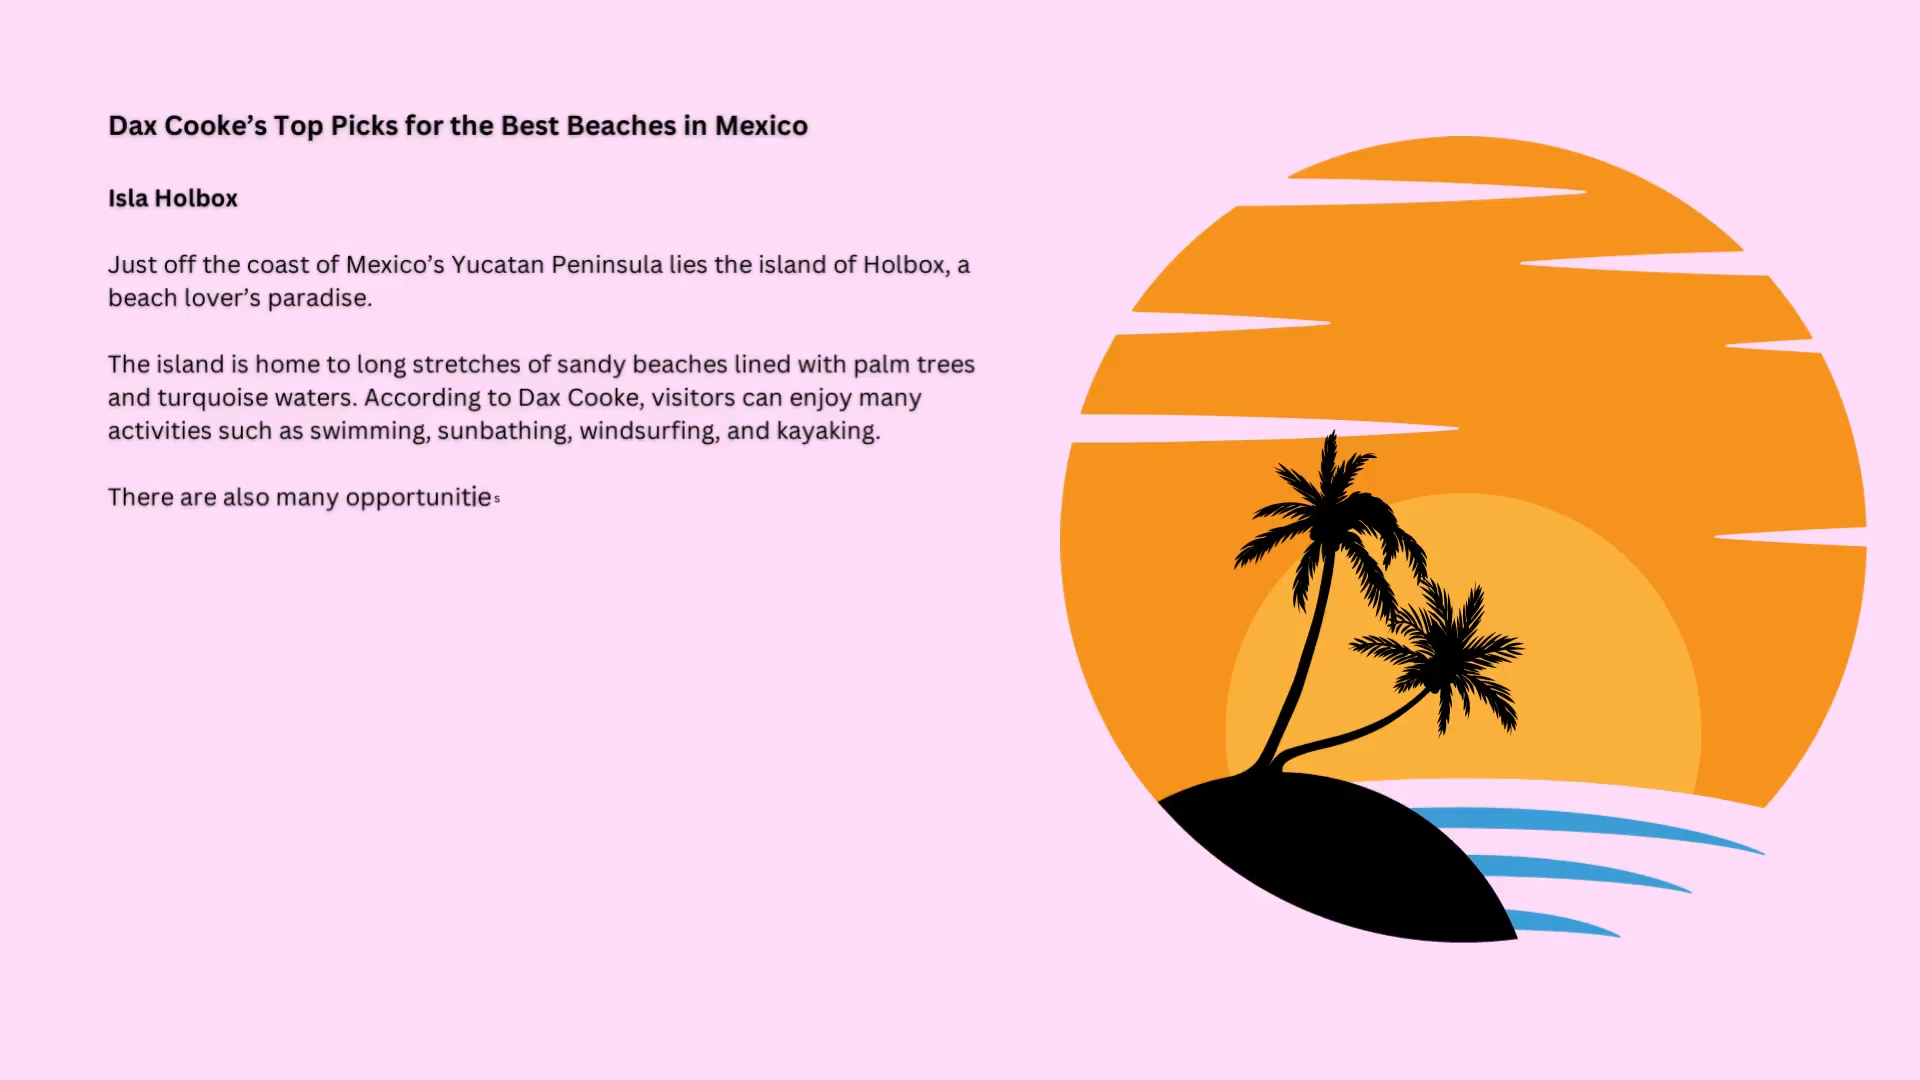 Dax Cooke’s Top Picks for the Best Beaches in Mexico
Isla Holbox
Just off the coast of Mexico’s Yucatan Peninsula lies the island of Holbox, a
beach lover’s paradise.
The island is home to long stretches of sandy beaches lined with palm trees
and turquoise waters. According to Dax Cooke, visitors can enjoy many
activities such as swimming, sunbathing, windsurfing, and kayaking.
There are also many opportunities